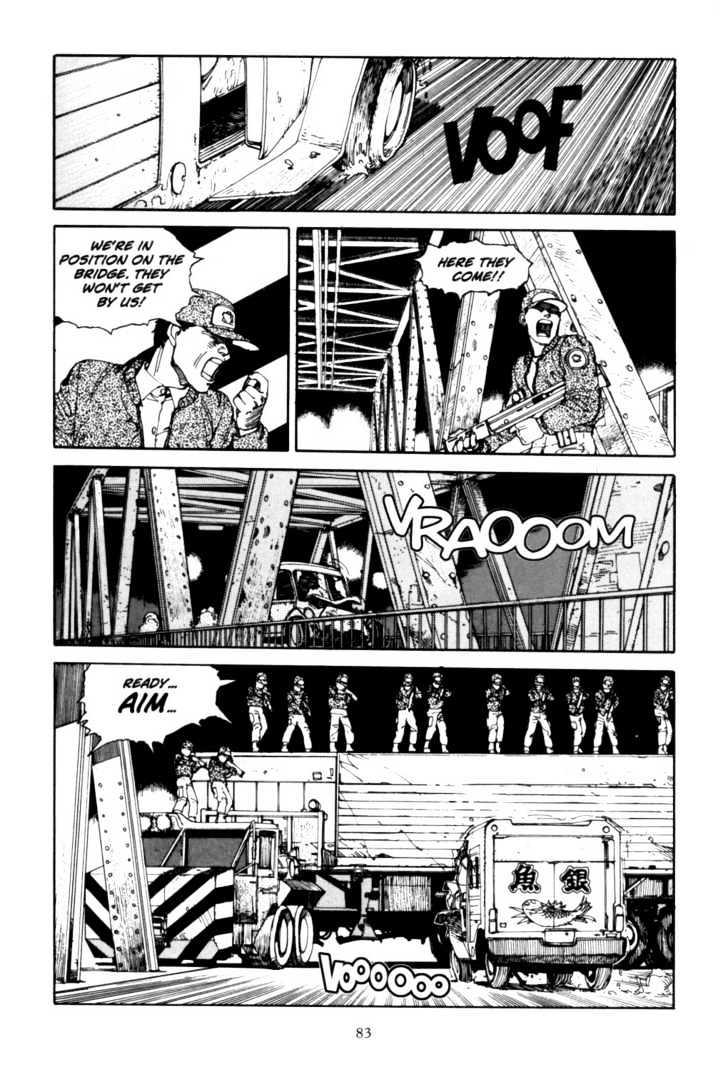 VOOF
WE'RE IN
POSITION ON THE
BRIDGE. THEY
WON'T GET
BY US!
HERE THEY
COME!!
VRAOOOM
READY...
AIM...
魚銀
VOOOOOO
83